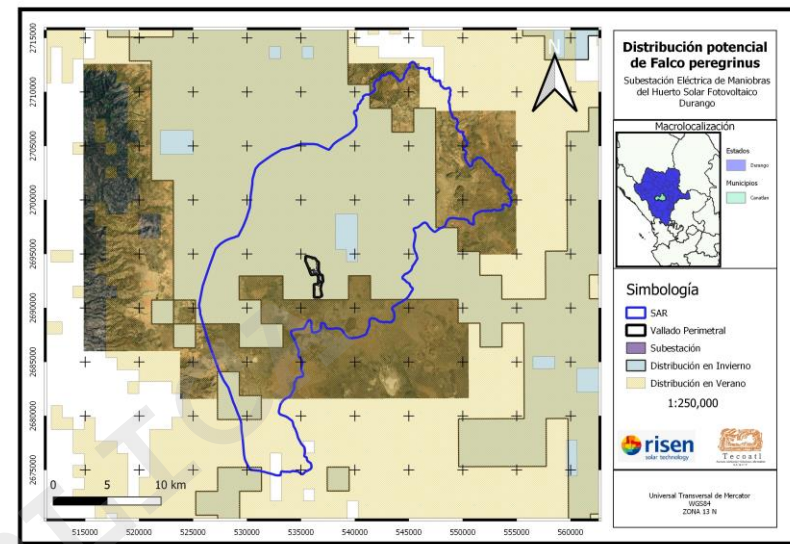 Distribución potencial
de Falco peregrinus
Subestación Eléctrica de Maniobras
del Huerto Solar Fotovoltaico
Durango
Macrolocalización
Estados
Durango
Municipios
Canatlan
Simbología
SAR
Vallado Perimetral
Subestación
Distribución en Invierno
Distribución en Verano
1:250,000
risen
solar technology
Tecoatl
Universal Transversal de Mercator
WGS84
ZONA 13 N
N
2715000
2710000
2705000
2700000
2695000
2690000
2685000
2680000
2675000
0 5 10 km
515000 520000 525000 530000 535000 540000 545000 550000 555000 560000